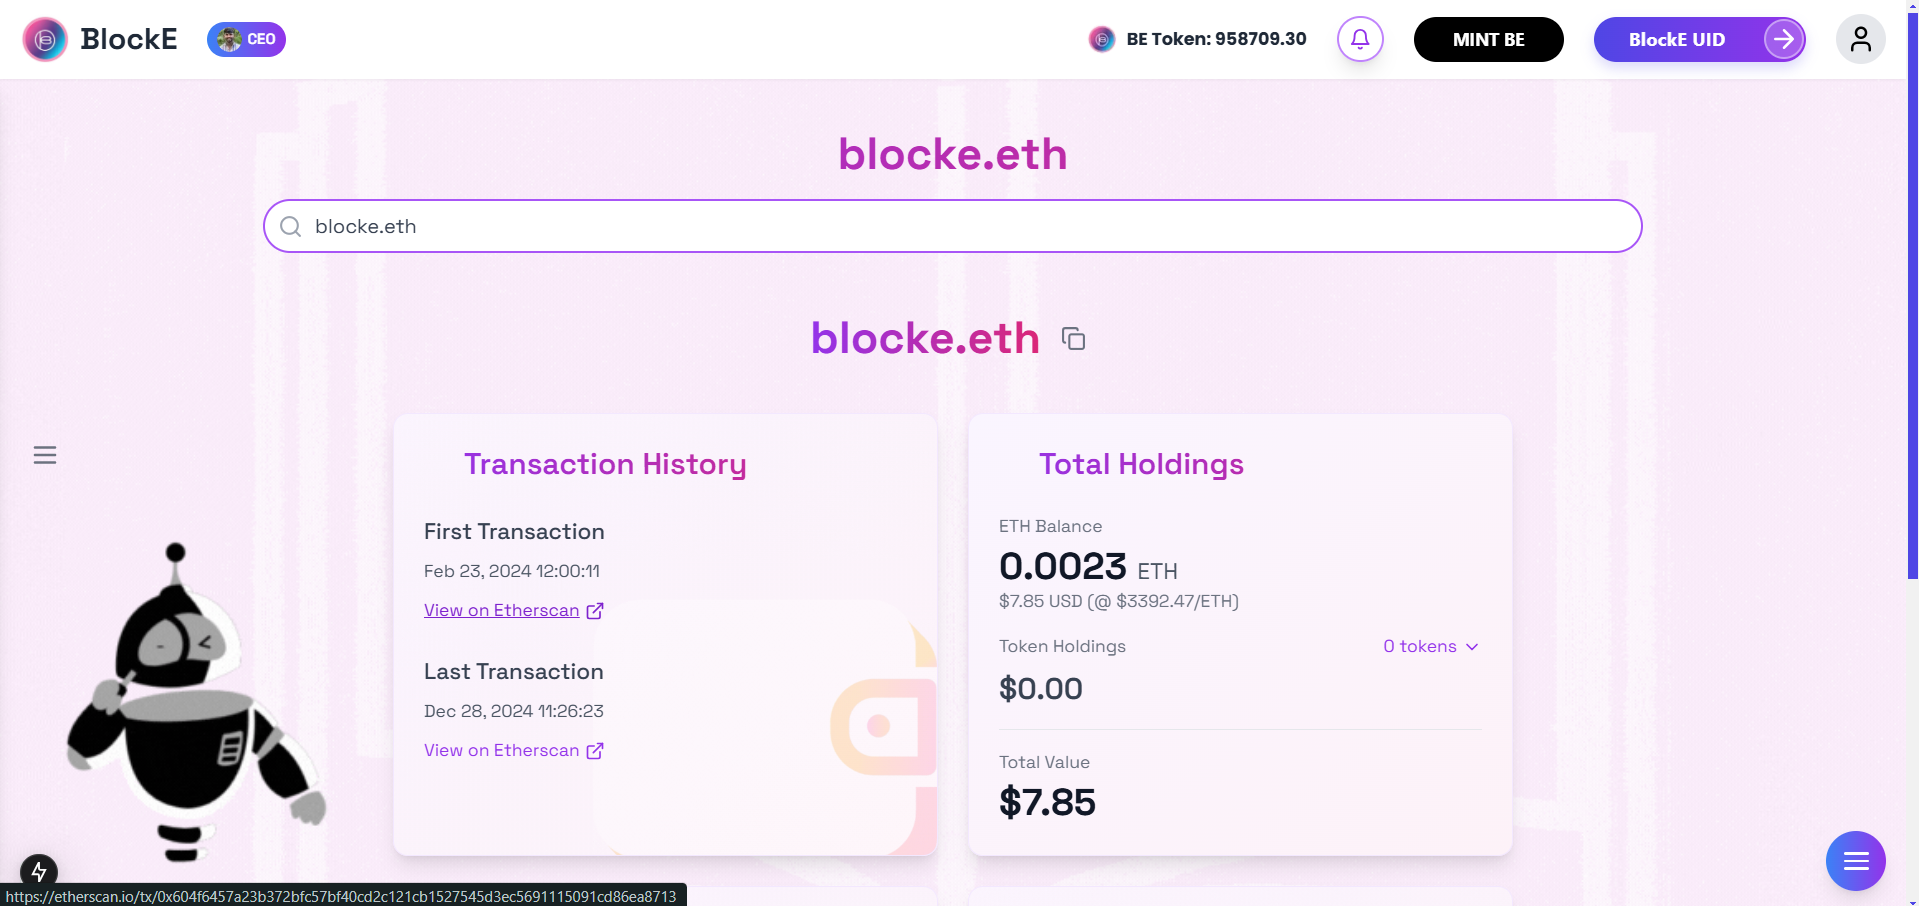 BlockE
CEO
BE Token: 958709.30
MINT BE
BlockE UID
blocke.eth
blocke.eth
blocke.eth
Transaction History
First Transaction
Feb 23, 2024 12:00:11
View on Etherscan
Last Transaction
Dec 28, 2024 11:26:23
View on Etherscan
Total Holdings
ETH Balance
0.0023 ETH
$7.85 USD (@ $3392.47/ETH)
Token Holdings
0 tokens
$0.00
Total Value
$7.85
https://etherscan.io/tx/0x604f6457a23b372bfc57bf40cd2c121cb1527545d3ec5691115091cd86ea8713